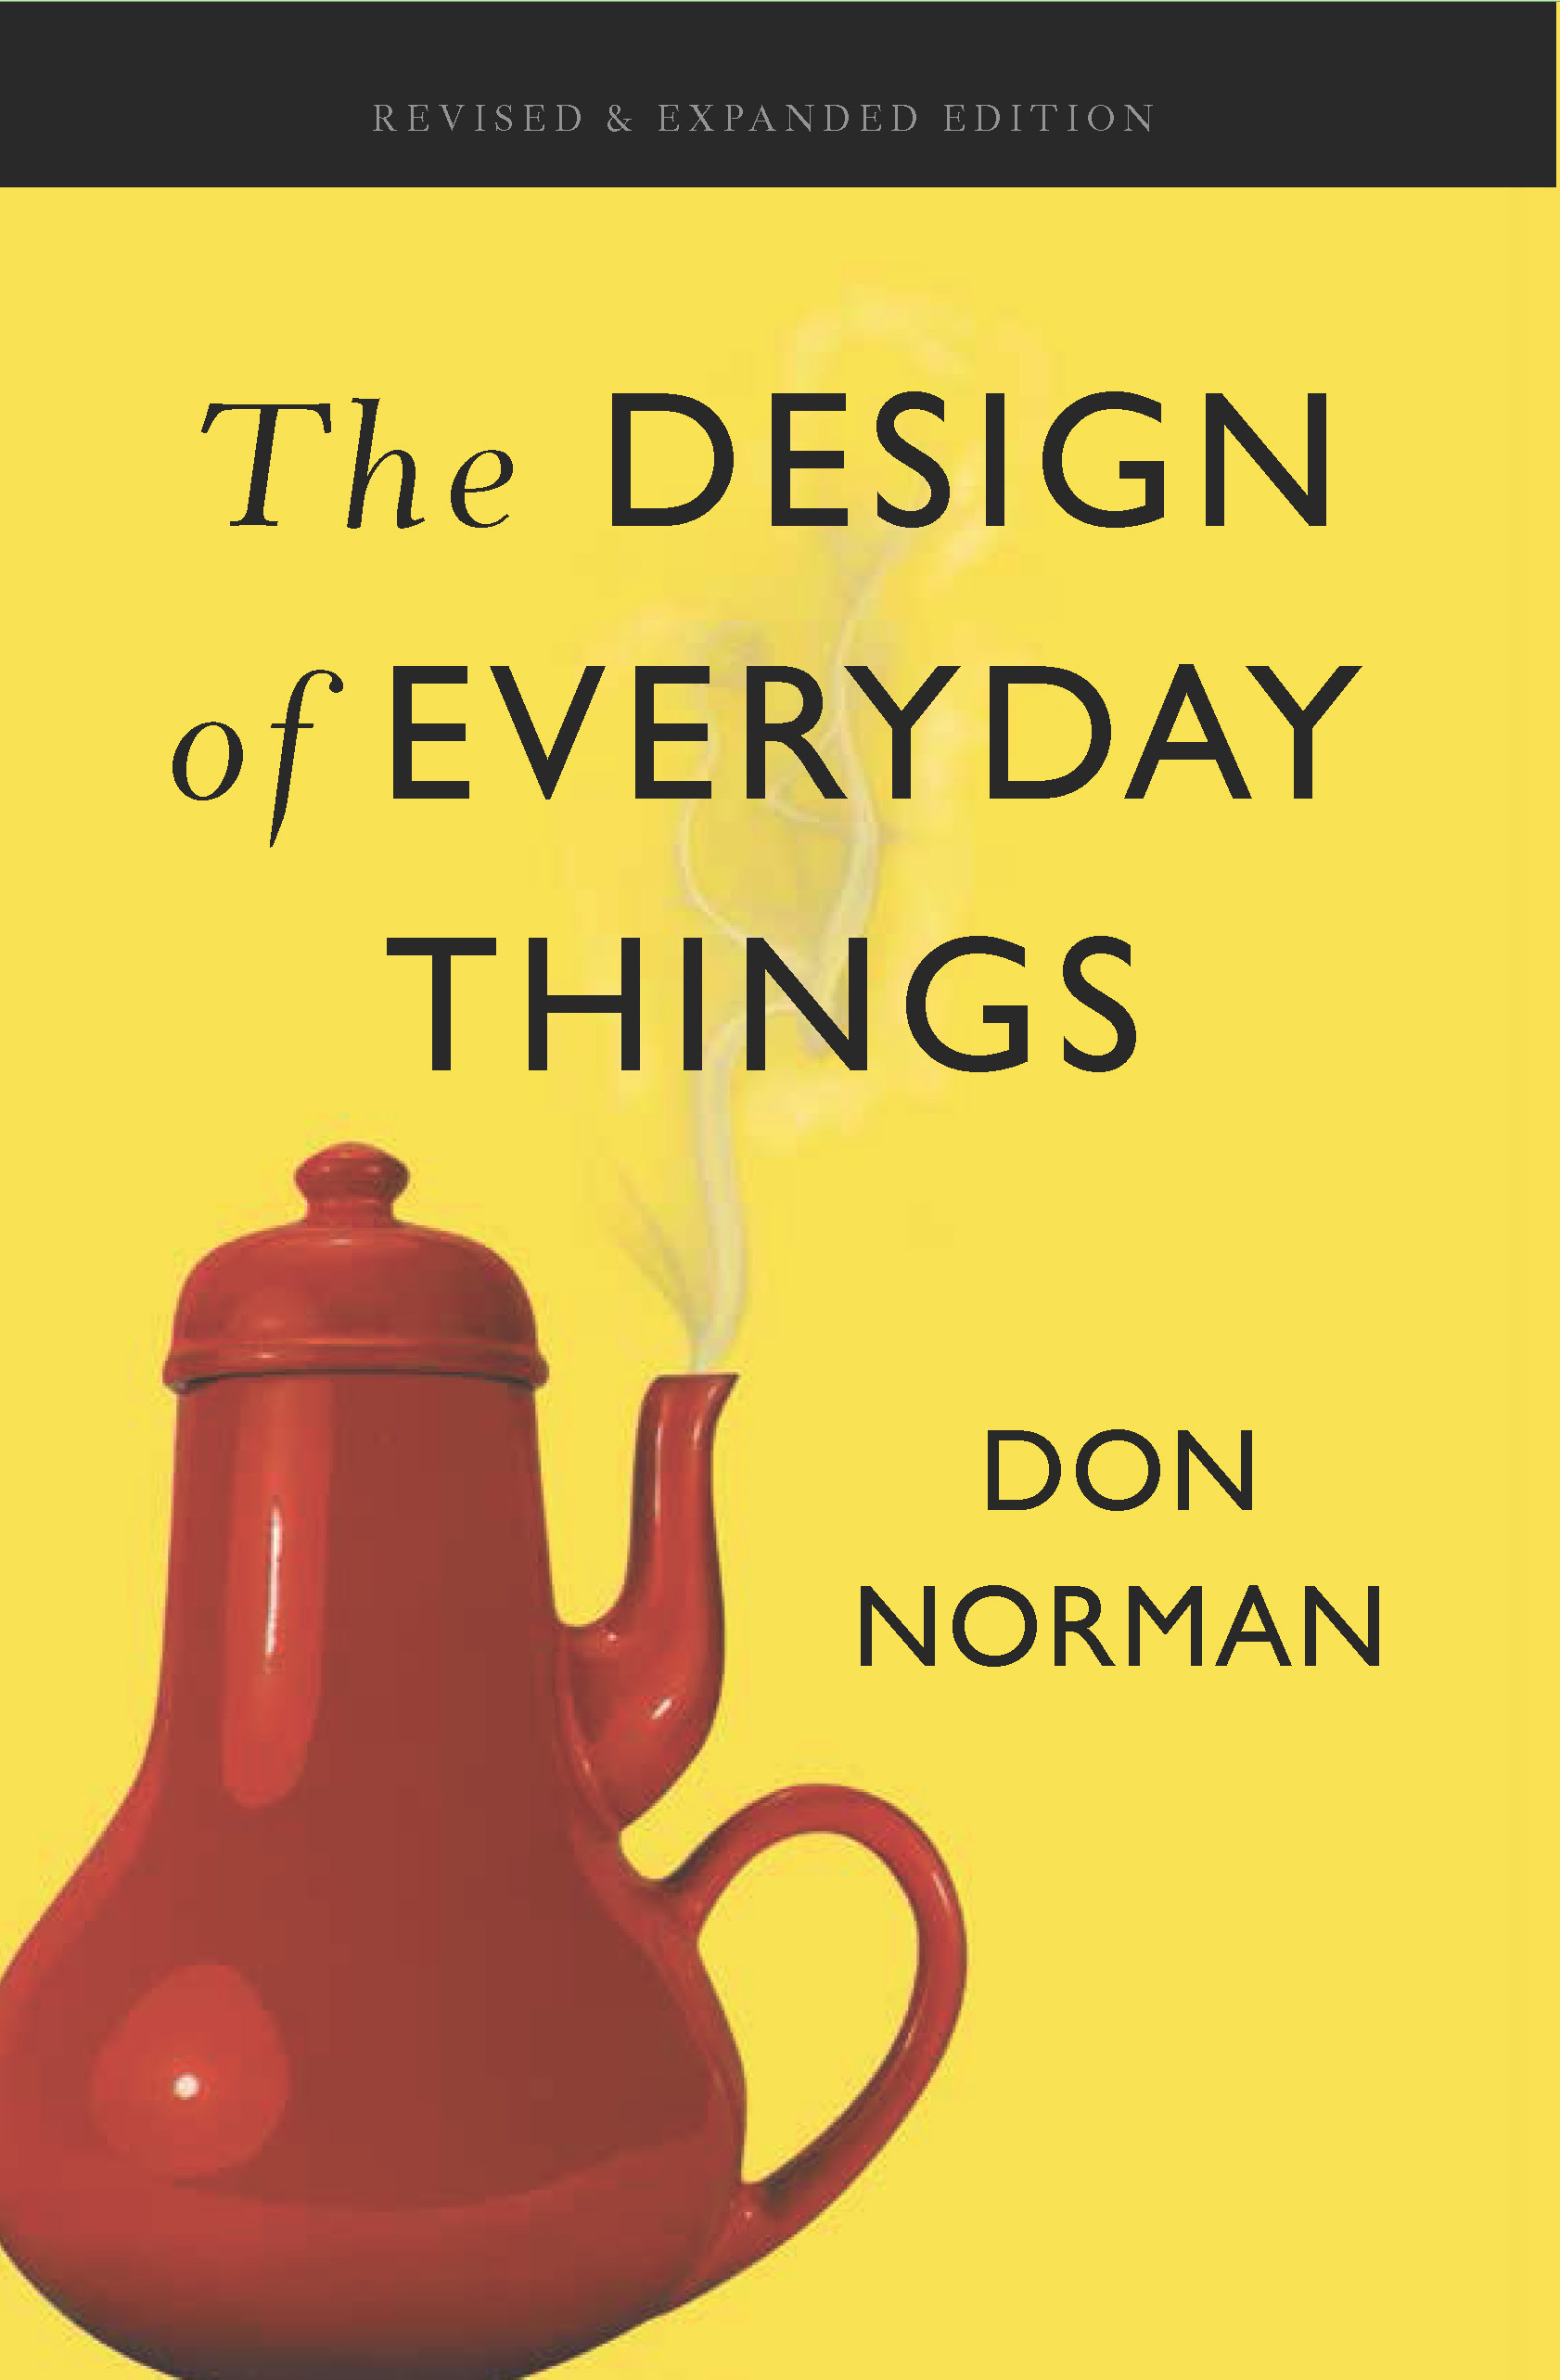 REVISED & EXPANDED EDITION
The DESIGN
of EVERYDAY
THINGS
DON
NORMAN